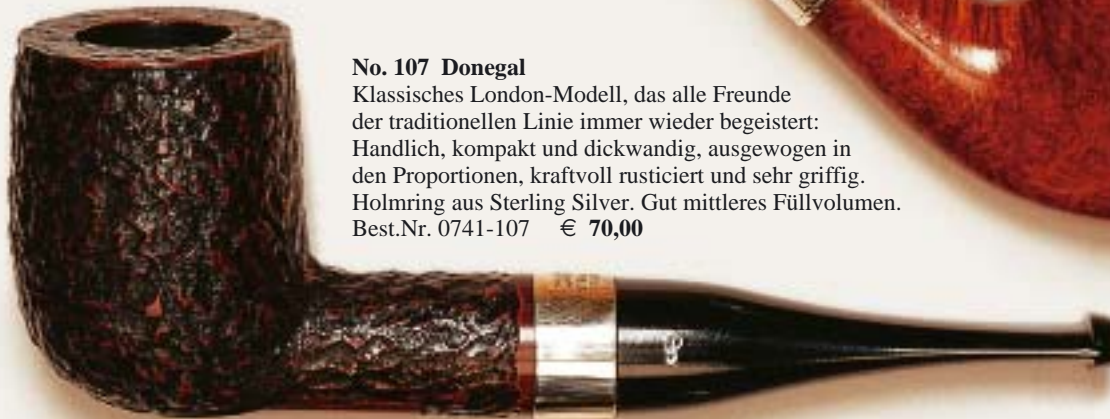 No. 107 Donegal
Klassisches London-Modell, das alle Freunde
der traditionellen Linie immer wieder begeistert:
Handlich, kompakt und dickwandig, ausgewogen in
den Proportionen, kraftvoll rusticiert und sehr griffig.
Holmring aus Sterling Silver. Gut mittleres Füllvolumen.
Best.Nr. 0741-107 € 70,00